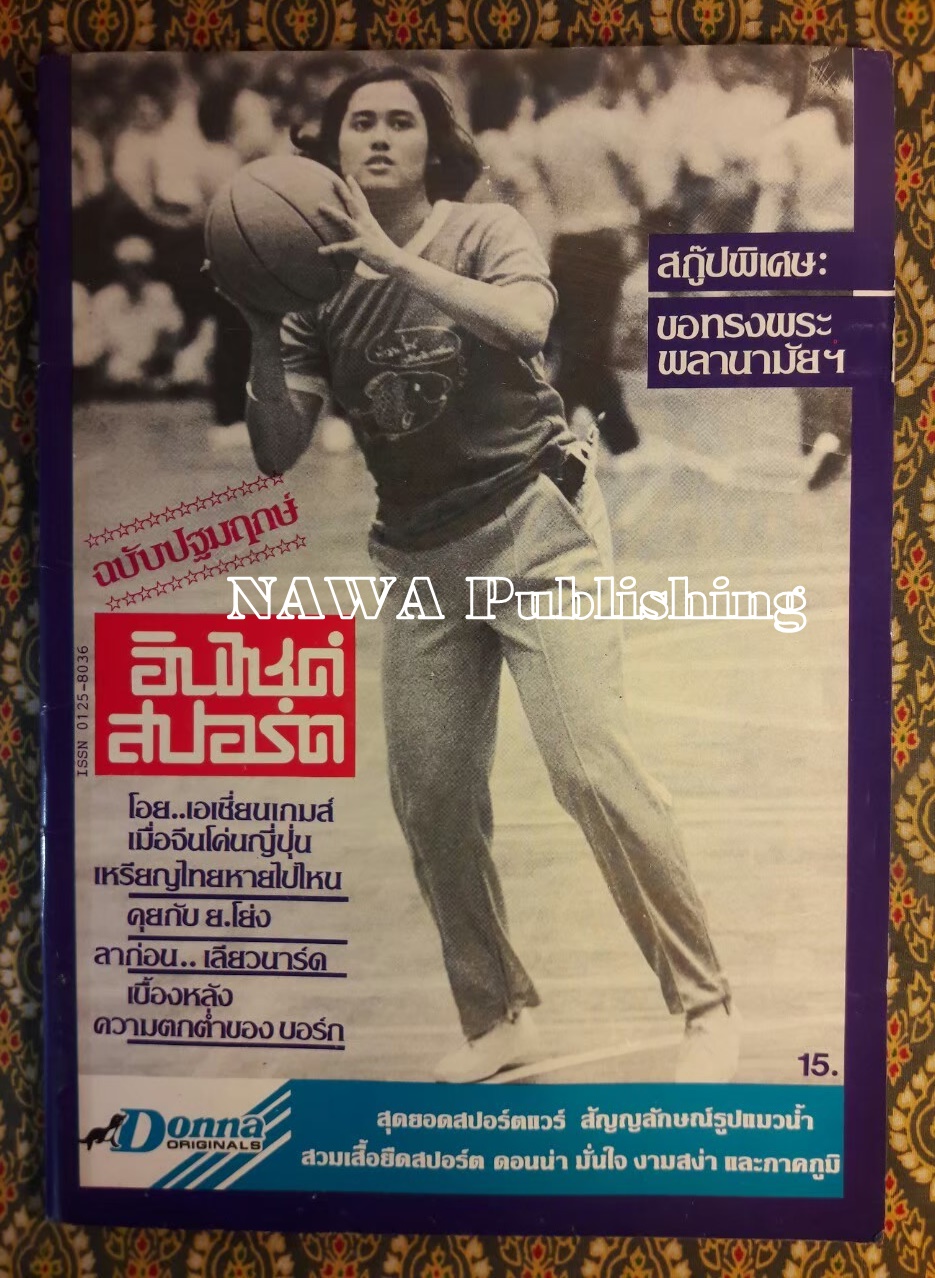 สกู๊ปพิเศษ:
ขอทรงพระ
พลานามัยฯ
ฉบับปฐมฤกษ์
NAWA Publishing
ISSN 0125-8036
อินไซด์
สปอร์ต
โอย..เอเชี่ยนเกมส์
เมื่อจีนโค่นญี่ปุ่น
เหรียญไทยหายไปไหน
คุยกับ ย.โย่ง
ลาก่อน.. เลียวนาร์ด
เบื้องหลัง
ความตกต่ำของ บอร์ก
15.
Donna
ORIGINALS
สุดยอดสปอร์ตแวร์ สัญญลักษณ์รูปแมวน้ำ
สวมเสื้อยืดสปอร์ต ดอนน่า มั่นใจ งามสง่า และภาคภูมิ